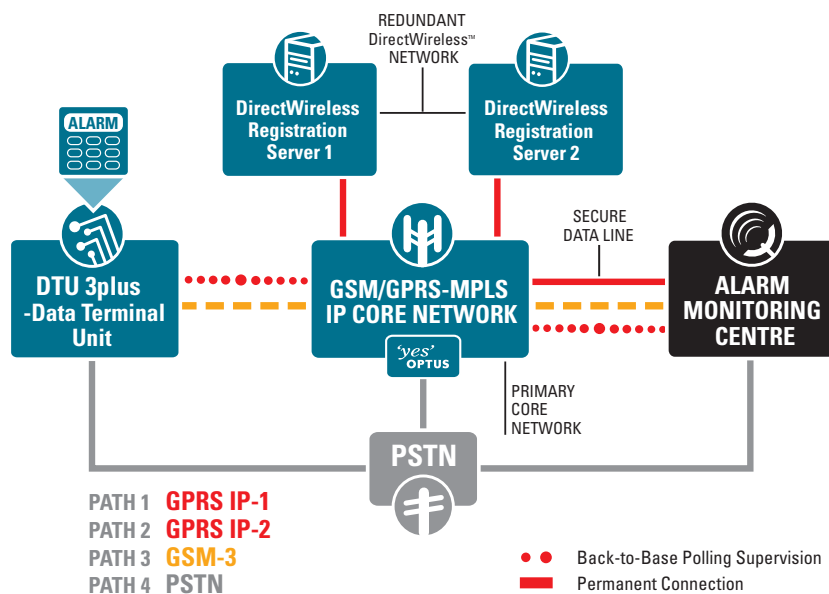 REDUNDANT
DirectWireless™
NETWORK
ALARM
DirectWireless
Registration
Server 1
DirectWireless
Registration
Server 2
DTU 3plus
-Data Terminal
Unit
GSM/GPRS-MPLS
IP CORE NETWORK
'yes'
OPTUS
SECURE
DATA LINE
ALARM
MONITORING
CENTRE
PRIMARY
CORE
NETWORK
PSTN
PATH 1 GPRS IP-1
PATH 2 GPRS IP-2
PATH 3 GSM-3
PATH 4 PSTN
Back-to-Base Polling Supervision
Permanent Connection